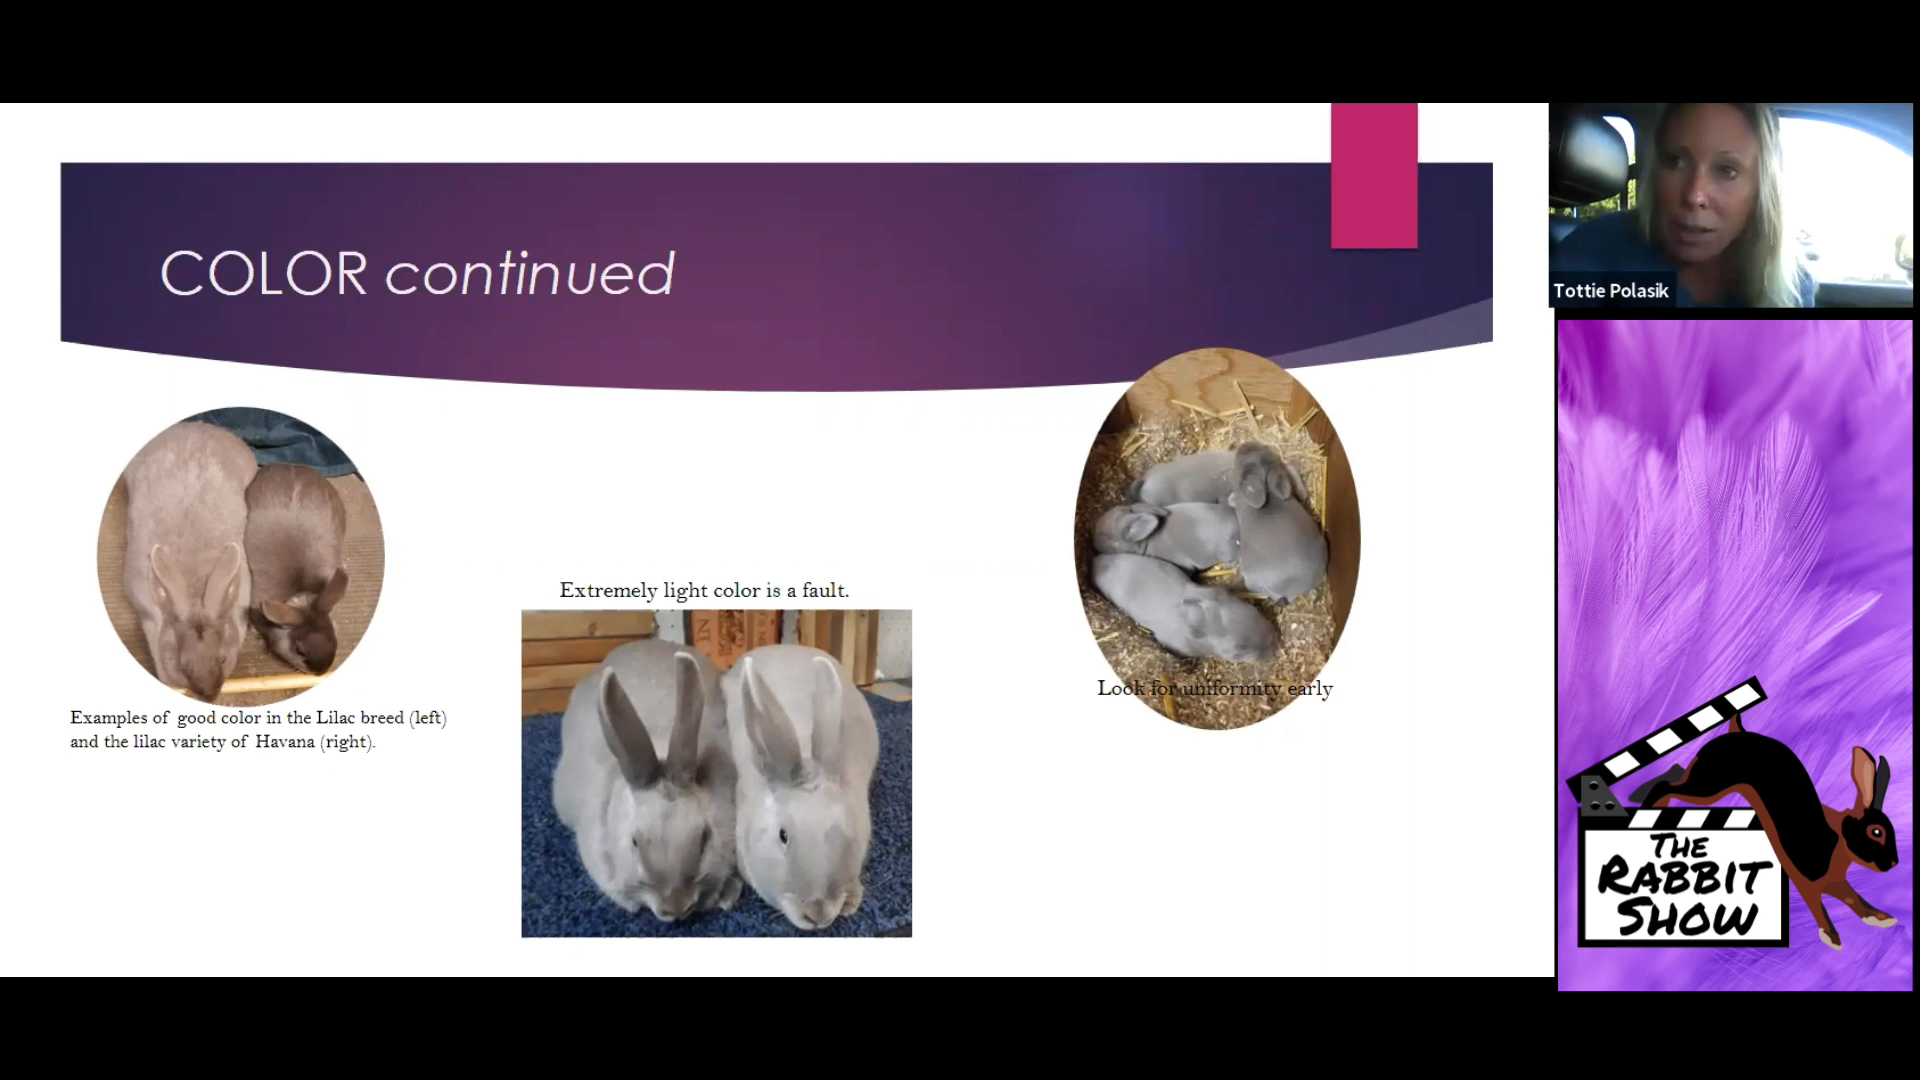 COLOR continued
Tottie Polasik
Extremely light color is a fault.
Look for uniformity early
Examples of good color in the Lilac breed (left)
and the lilac variety of Havana (right).
THE
RABBIT
SHOW